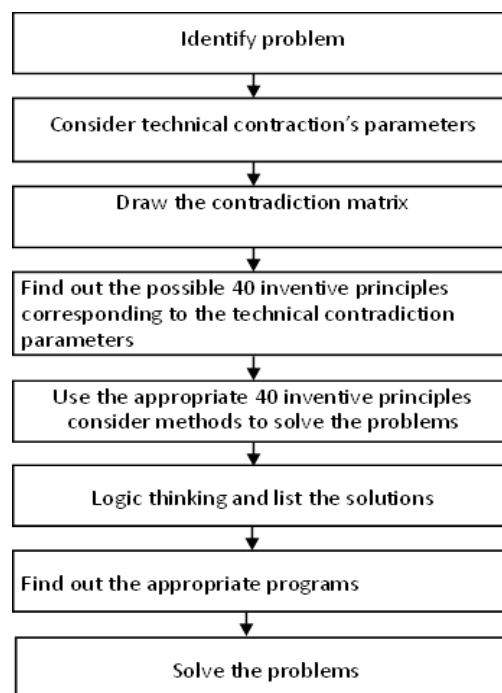 Identify problem
Consider technical contraction's parameters
Draw the contradiction matrix
Find out the possible 40 inventive principles
corresponding to the technical contradiction
parameters
Use the appropriate 40 inventive principles
consider methods to solve the problems
Logic thinking and list the solutions
Find out the appropriate programs
Solve the problems